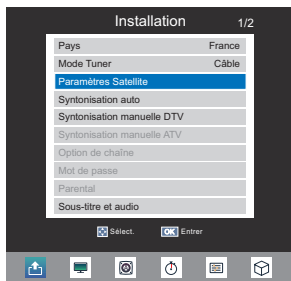 Installation 1/2
Pays France
Mode Tuner Câble
Paramètres Satellite
Syntonisation auto
Syntonisation manuelle DTV
Syntonisation manuelle ATV
Option de chaîne
Mot de passe
Parental
Sous-titre et audio
Sélect. OK Entrer